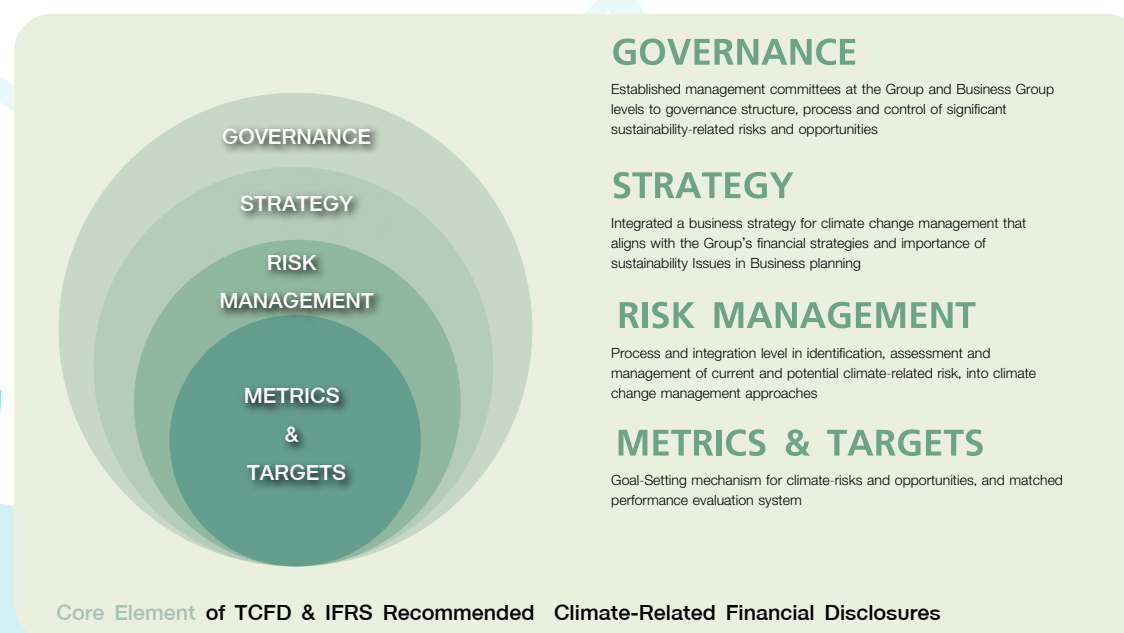 GOVERNANCE
STRATEGY
RISK
MANAGEMENT
METRICS
&
TARGETS
GOVERNANCE
Established management committees at the Group and Business Group
levels to governance structure, process and control of significant
sustainability-related risks and opportunities
STRATEGY
Integrated a business strategy for climate change management that
aligns with the Group's financial strategies and importance of
sustainability Issues in Business planning
RISK MANAGEMENT
Process and integration level in identification, assessment and
management of current and potential climate-related risk, into climate
change management approaches
METRICS & TARGETS
Goal-Setting mechanism for climate-risks and opportunities, and matched
performance evaluation system
Core Element of TCFD & IFRS Recommended Climate-Related Financial Disclosures